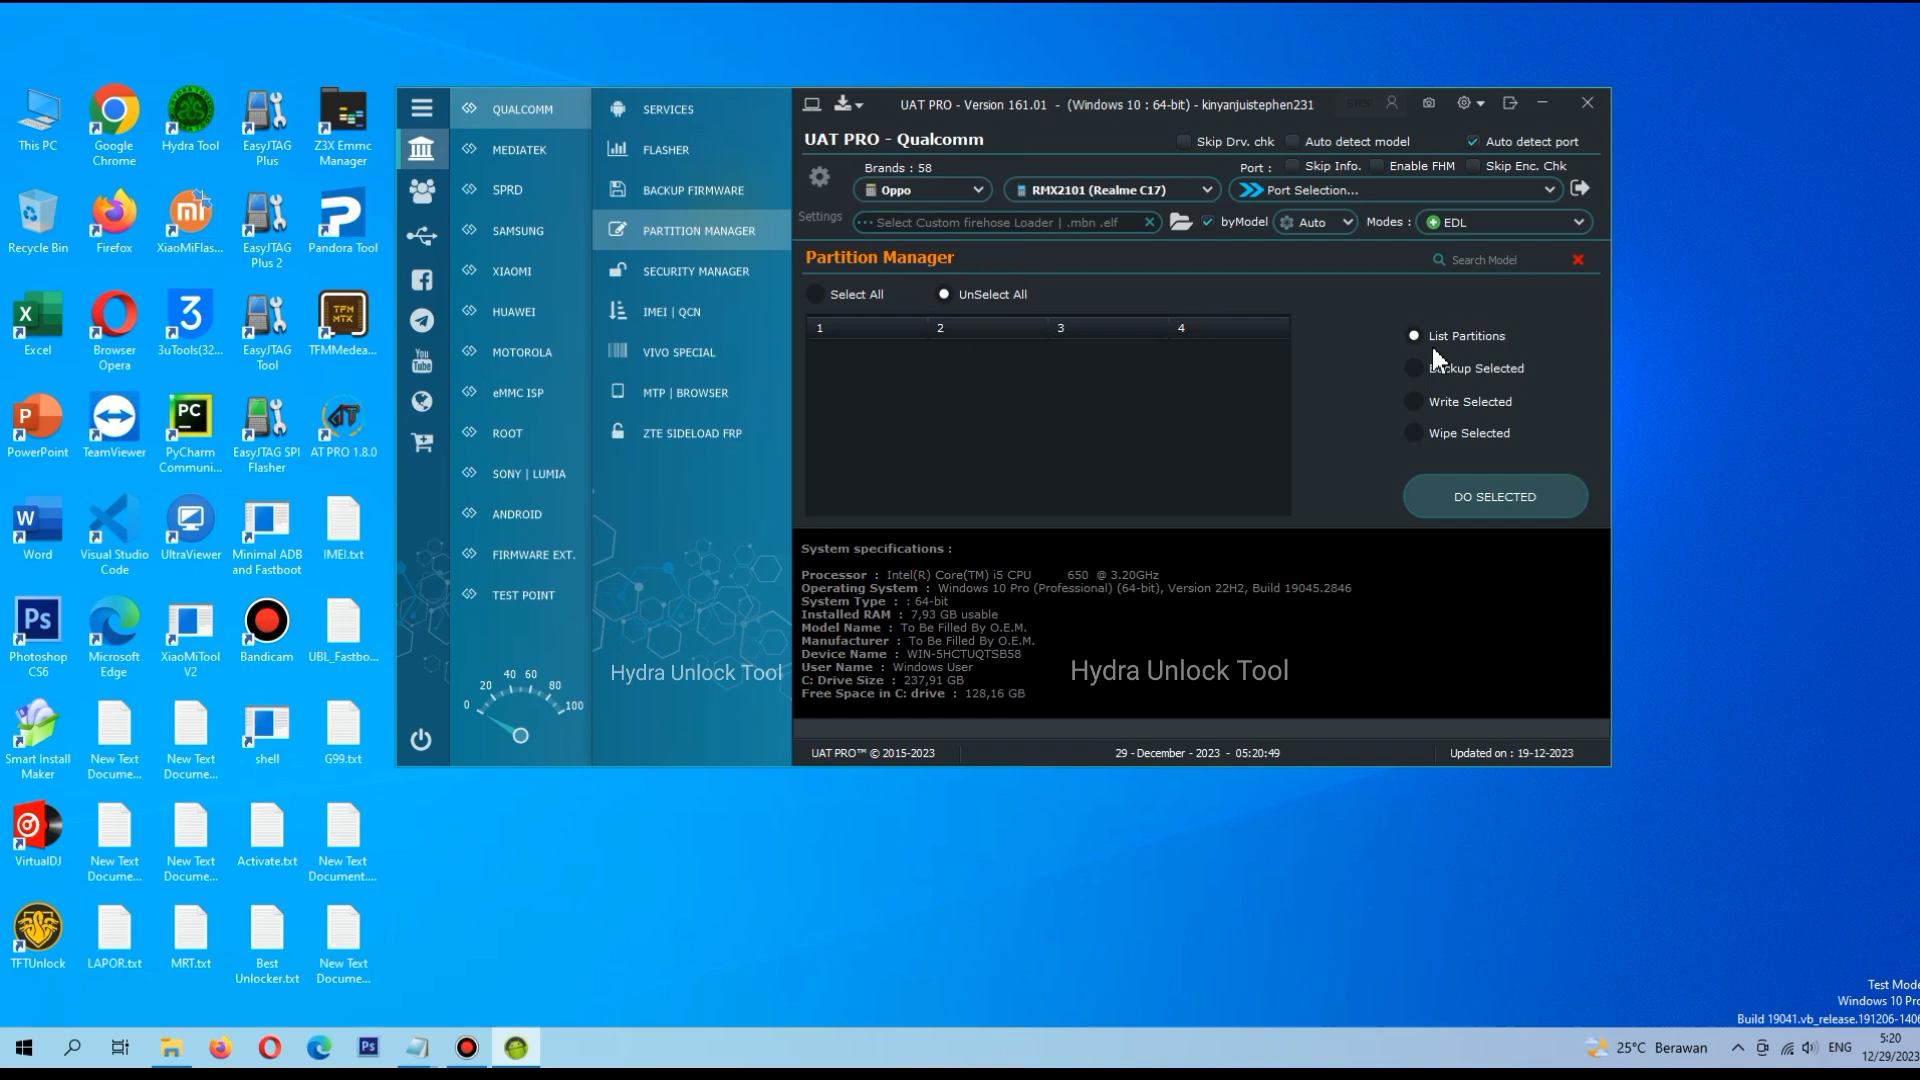 This PC
Google
Chrome
Hydra Tool
EasyJTAG
Plus
Z3X Emmc
Manager
Recycle Bin
Firefox
XiaoMiFlas...
EasyJTAG
Plus 2
Pandora Tool
Excel
Browser
Opera
3uTools(32...
EasyJTAG
Tool
TFMMedea...
PowerPoint
TeamViewer
PyCharm
Communi...
EasyJTAG SPI
Flasher
AT PRO 1.8.0
Word
Visual Studio
Code
UltraViewer
Minimal ADB
and Fastboot
IMEI.txt
Photoshop
CS6
Microsoft
Edge
XiaoMiTool
V2
Bandicam
UBL_Fastbo...
Smart Install
Maker
New Text
Docume...
New Text
Docume...
shell
G99.txt
VirtualDJ
New Text
Docume...
New Text
Docume...
Activate.txt
New Text
Document....
TFTUnlock
LAPOR.txt
MRT.txt
Best
Unlocker.txt
New Text
Docume...
QUALCOMM
MEDIATEK
SPRD
SAMSUNG
XIAOMI
HUAWEI
MOTOROLA
eMMC ISP
ROOT
SONY | LUMIA
ANDROID
FIRMWARE EXT.
TEST POINT
0 20 40 60 80 100
SERVICES
FLASHER
BACKUP FIRMWARE
PARTITION MANAGER
SECURITY MANAGER
IMEI | QCN
VIVO SPECIAL
MTP | BROWSER
ZTE SIDELOAD FRP
Hydra Unlock Tool
UAT PRO - Version 161.01 - (Windows 10 : 64-bit) - kinyanjuistephen231
STOP
UAT PRO - Qualcomm
Skip Drv. chk
Auto detect model
Auto detect port
Brands : 58
Port :
Skip Info.
Enable FHM
Skip Enc. Chk
Oppo
RMX2101 (Realme C17)
Port Selection...
Settings
Select Custom firehose Loader | .mbn .elf
byModel
Auto
Modes :
EDL
Partition Manager
Search Model
Select All
UnSelect All
1 2 3 4
List Partitions
Backup Selected
Write Selected
Wipe Selected
DO SELECTED
System specifications :
Processor : Intel(R) Core(TM) i5 CPU 650 @ 3.20GHz
Operating System : Windows 10 Pro (Professional) (64-bit), Version 22H2, Build 19045.2846
System Type : : 64-bit
Installed RAM : 7,93 GB usable
Model Name : To Be Filled By O.E.M.
Manufacturer : To Be Filled By O.E.M.
Device Name : WIN-5HCTUQTSB58
User Name : Windows User
C: Drive Size : 237,91 GB
Free Space in C: drive : 128,16 GB
Hydra Unlock Tool
UAT PRO™ © 2015-2023
29 - December - 2023 - 05:20:49
Updated on : 19-12-2023
Test Mode
Windows 10 Pro
Build 19041.vb_release.191206-1406
25°C Berawan
ENG
5:20
12/29/2023